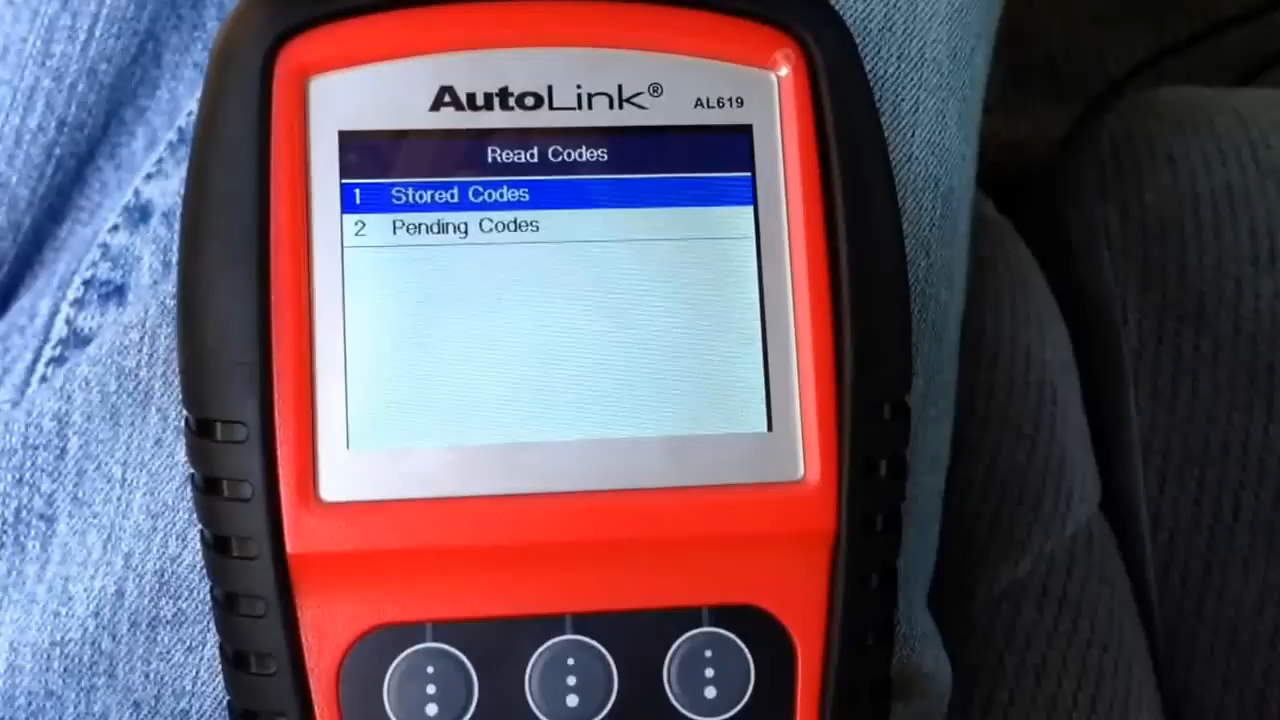 AutoLink® AL619
Read Codes
1 Stored Codes
2 Pending Codes